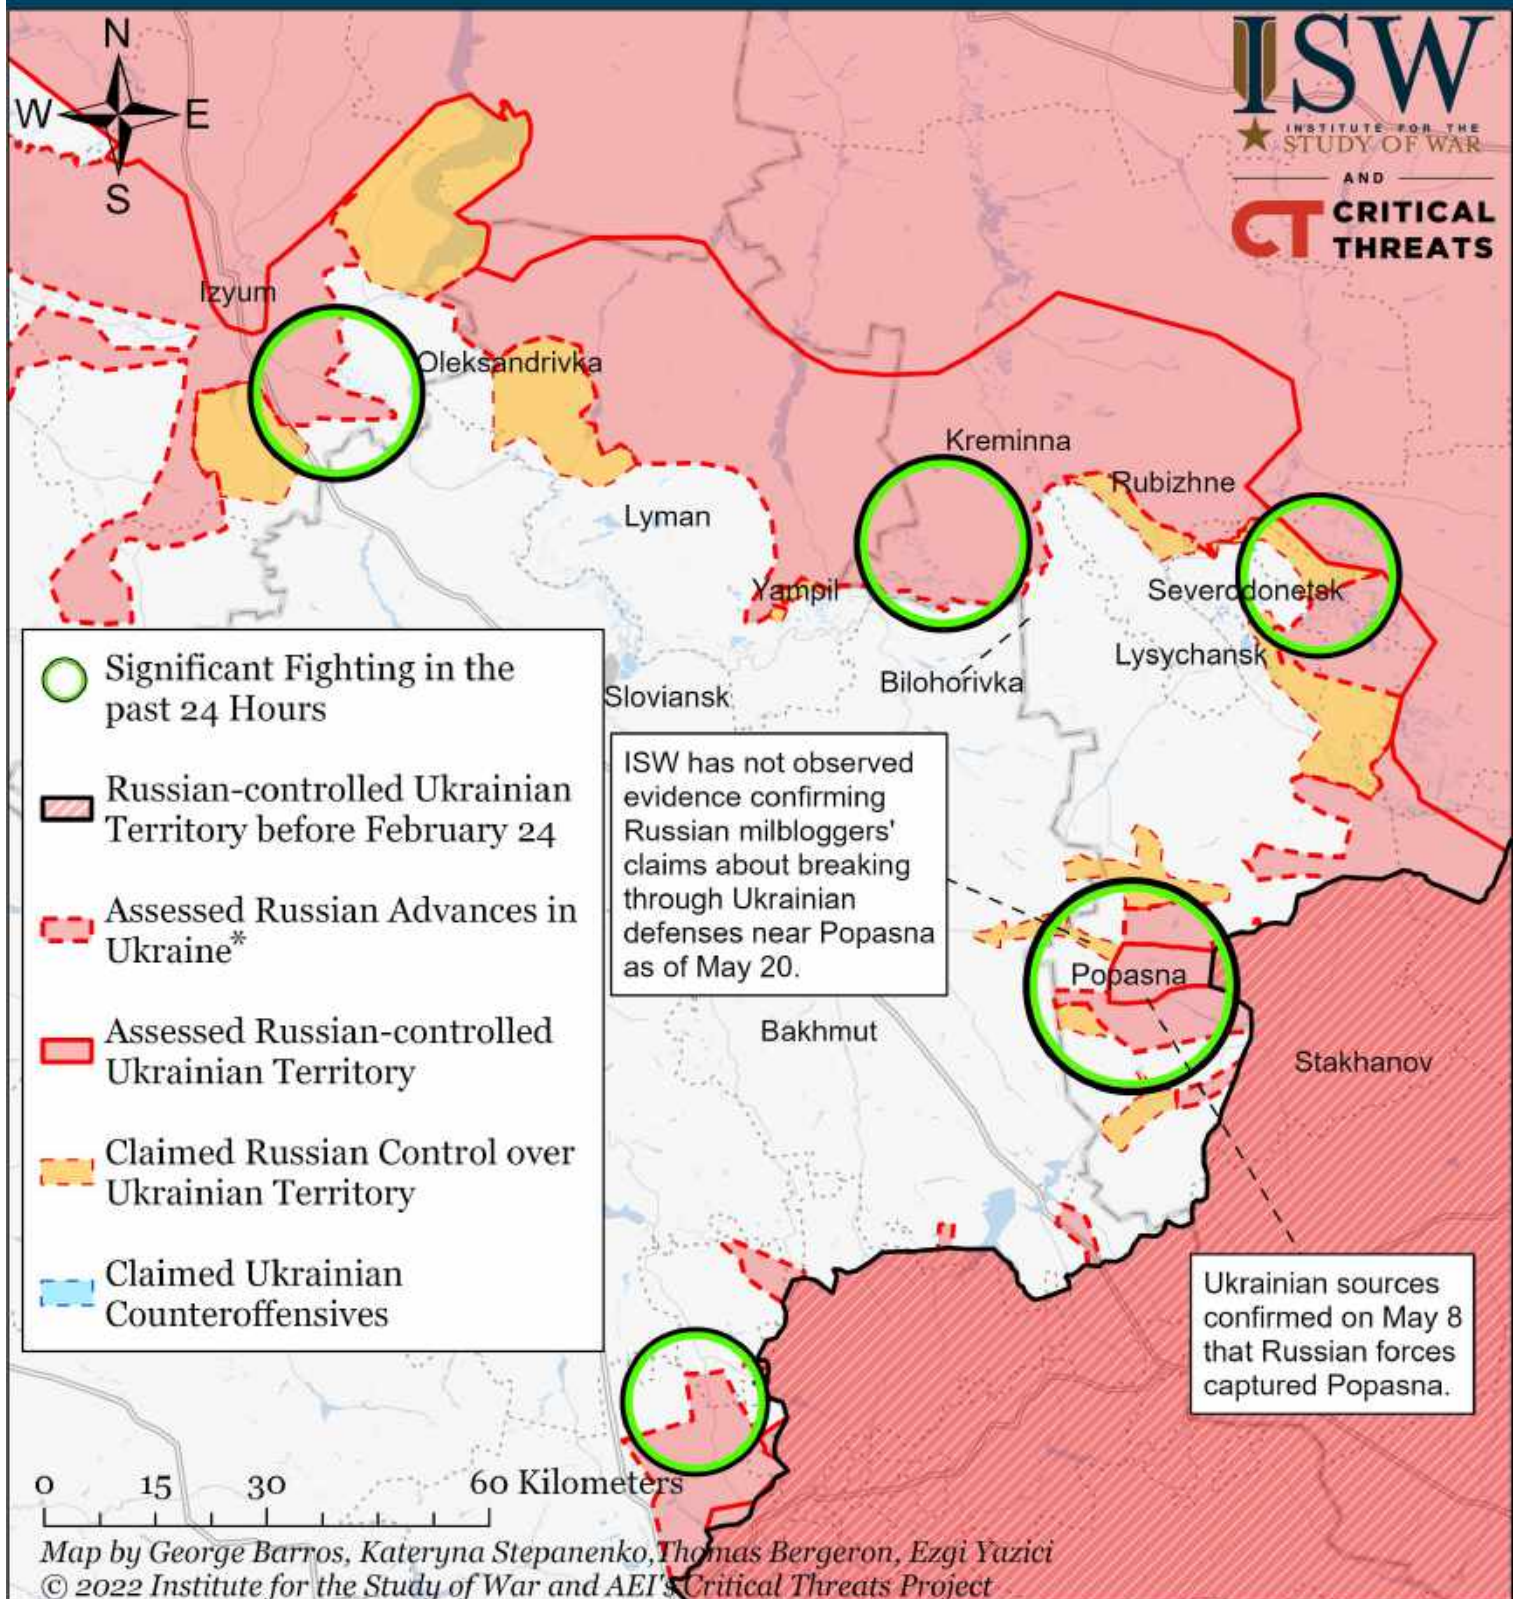 N
W
E
S
ISW
INSTITUTE FOR THE
STUDY OF WAR
AND
CT CRITICAL
THREATS
Izyum
Oleksandrivka
Kreminna
Rubizhne
Lyman
Yampil
Severodonetsk
Lysychansk
Bilohorivka
Sloviansk
Significant Fighting in the
past 24 Hours
Russian-controlled Ukrainian
Territory before February 24
Assessed Russian Advances in
Ukraine*
Assessed Russian-controlled
Ukrainian Territory
Claimed Russian Control over
Ukrainian Territory
Claimed Ukrainian
Counteroffensives
ISW has not observed
evidence confirming
Russian milbloggers'
claims about breaking
through Ukrainian
defenses near Popasna
as of May 20.
Popasna
Bakhmut
Stakhanov
Ukrainian sources
confirmed on May 8
that Russian forces
captured Popasna.
0 15 30 60 Kilometers
Map by George Barros, Kateryna Stepanenko,Thomas Bergeron, Ezgi Yazici
© 2022 Institute for the Study of War and AEI's Critical Threats Project